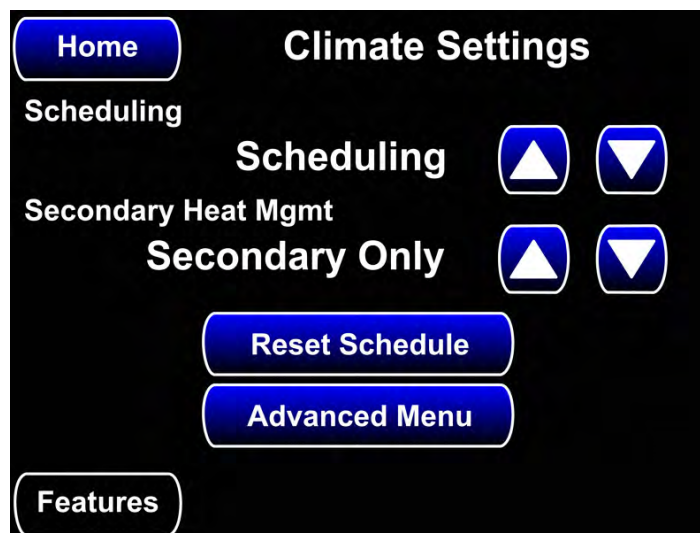 Home
Climate Settings
Scheduling
Scheduling
Secondary Heat Mgmt
Secondary Only
Reset Schedule
Advanced Menu
Features